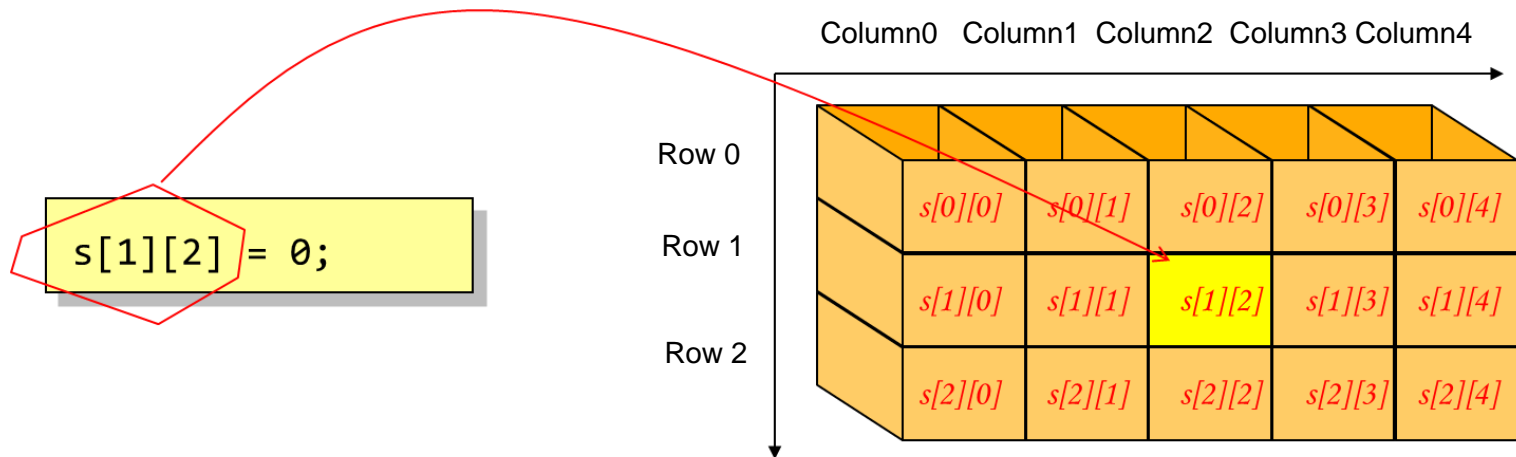 Column0 Column1 Column2 Column3 Column4
Row 0
s[0][0] s[0][1] s[0][2] s[0][3] s[0][4]
s[1][2] = 0;
Row 1
s[1][0] s[1][1] s[1][2] s[1][3] s[1][4]
Row 2
s[2][0] s[2][1] s[2][2] s[2][3] s[2][4]